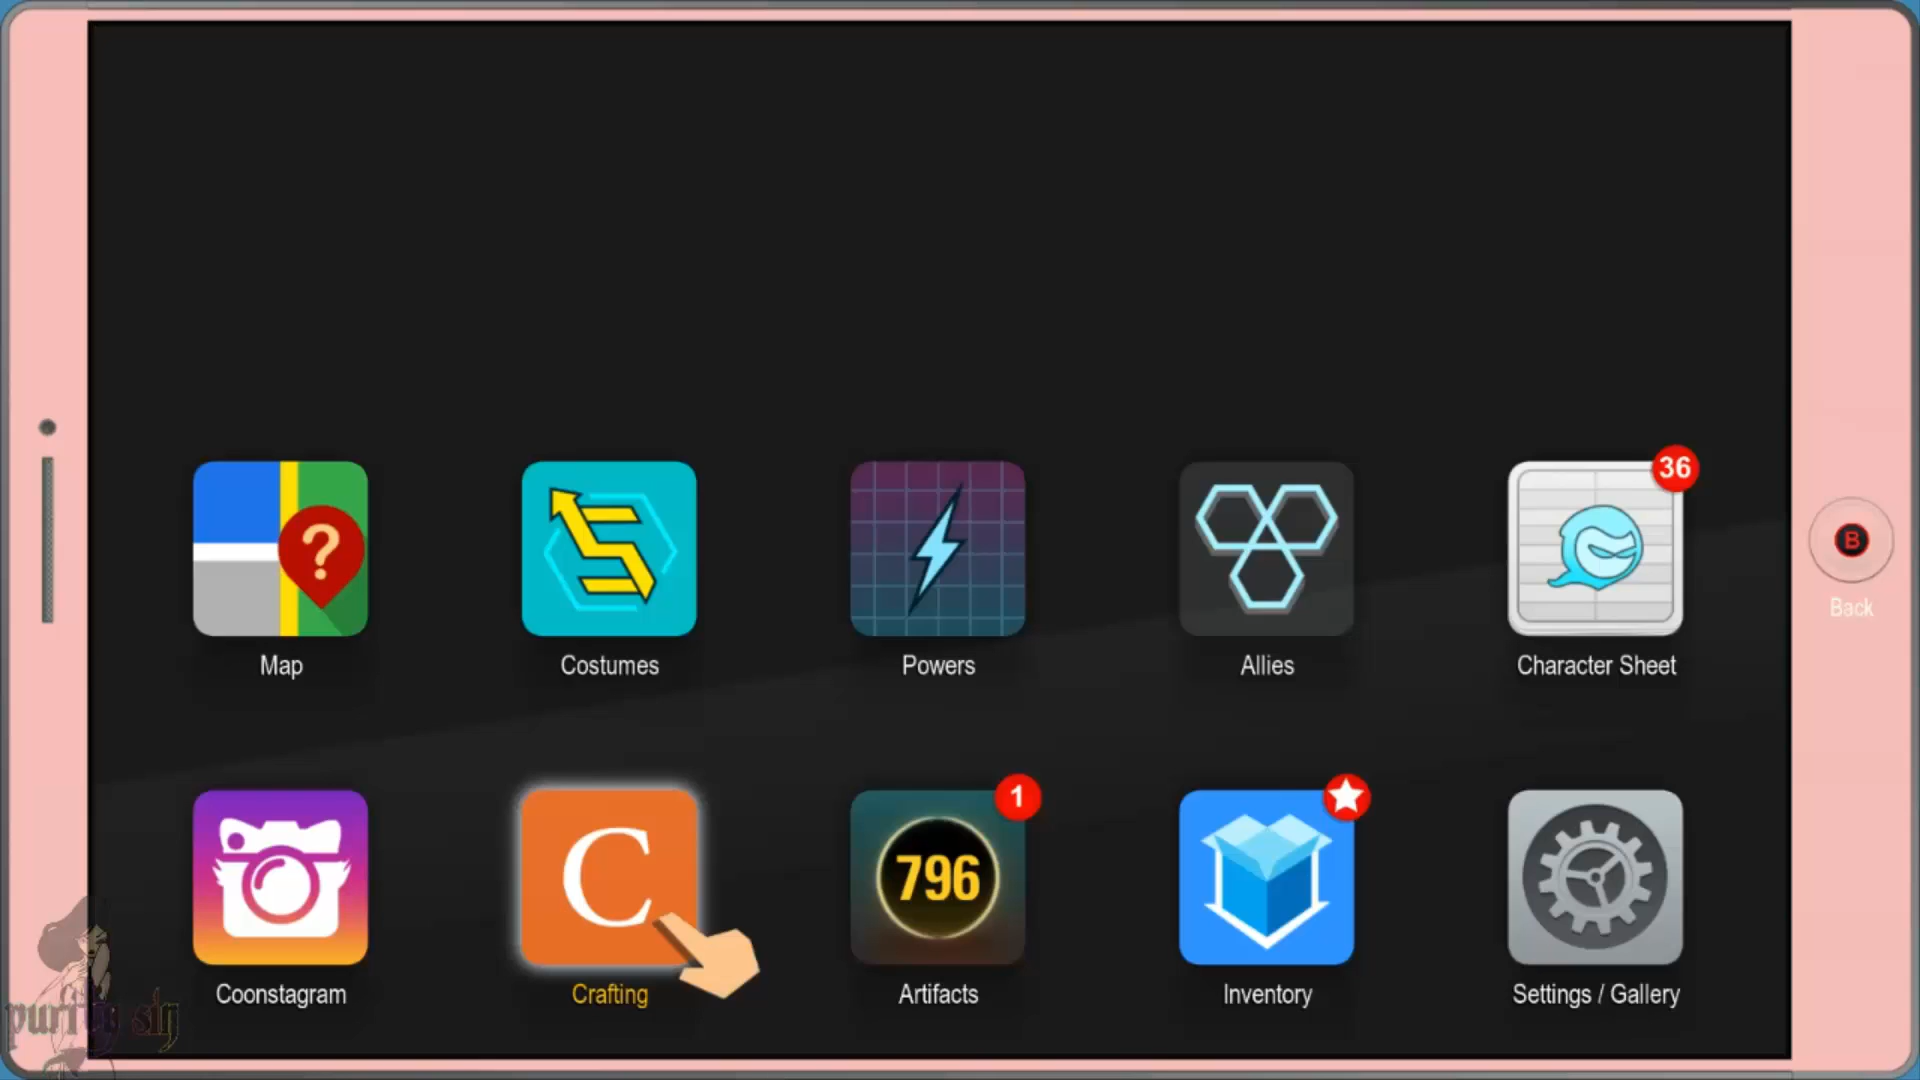 36
?
B
Back
Map
Costumes
Powers
Allies
Character Sheet
1
C
796
Coonstagram
Crafting
Artifacts
Inventory
Settings / Gallery